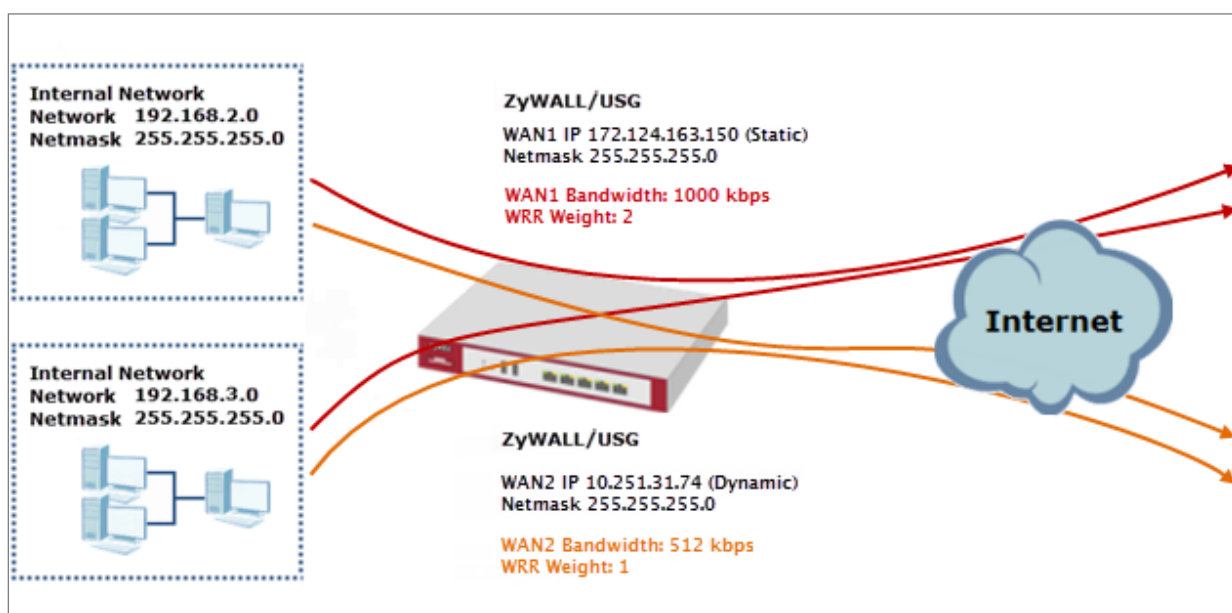 Internal Network
Network 192.168.2.0
Netmask 255.255.255.0
ZyWALL/USG
WAN1 IP 172.124.163.150 (Static)
Netmask 255.255.255.0
WAN1 Bandwidth: 1000 kbps
WRR Weight: 2
Internet
Internal Network
Network 192.168.3.0
Netmask 255.255.255.0
ZyWALL/USG
WAN2 IP 10.251.31.74 (Dynamic)
Netmask 255.255.255.0
WAN2 Bandwidth: 512 kbps
WRR Weight: 1